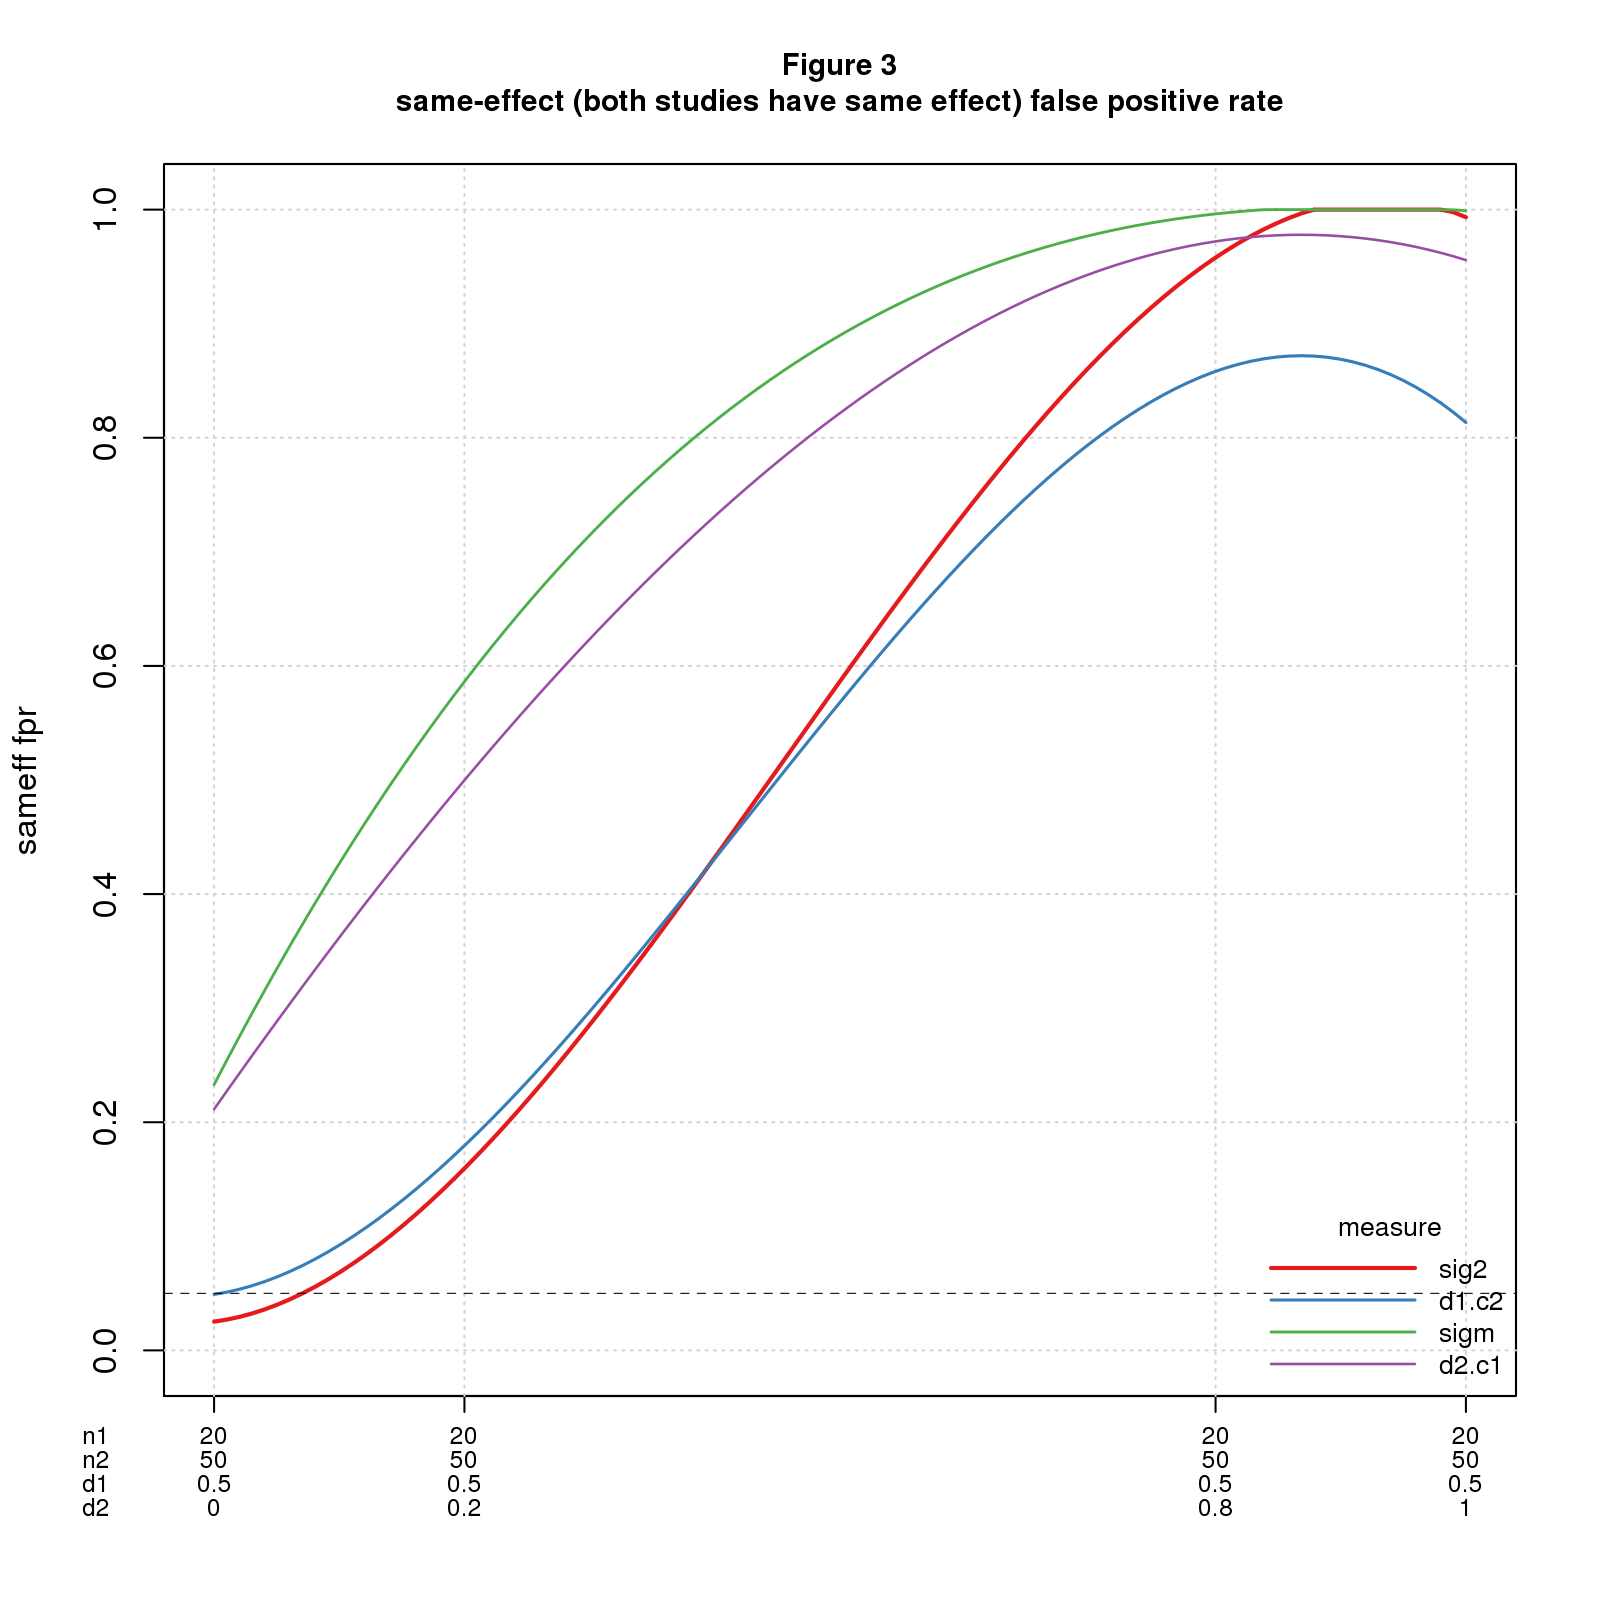 Figure 3
same-effect (both studies have same effect) false positive rate
sameff fpr
1.0
0.8
0.6
0.4
0.2
0.0
measure
sig2
d1.c2
sigm
d2.c1
n1 20 20 20 20
n2 50 50 50 50
d1 0.5 0.5 0.5 0.5
d2 0 0.2 0.8 1